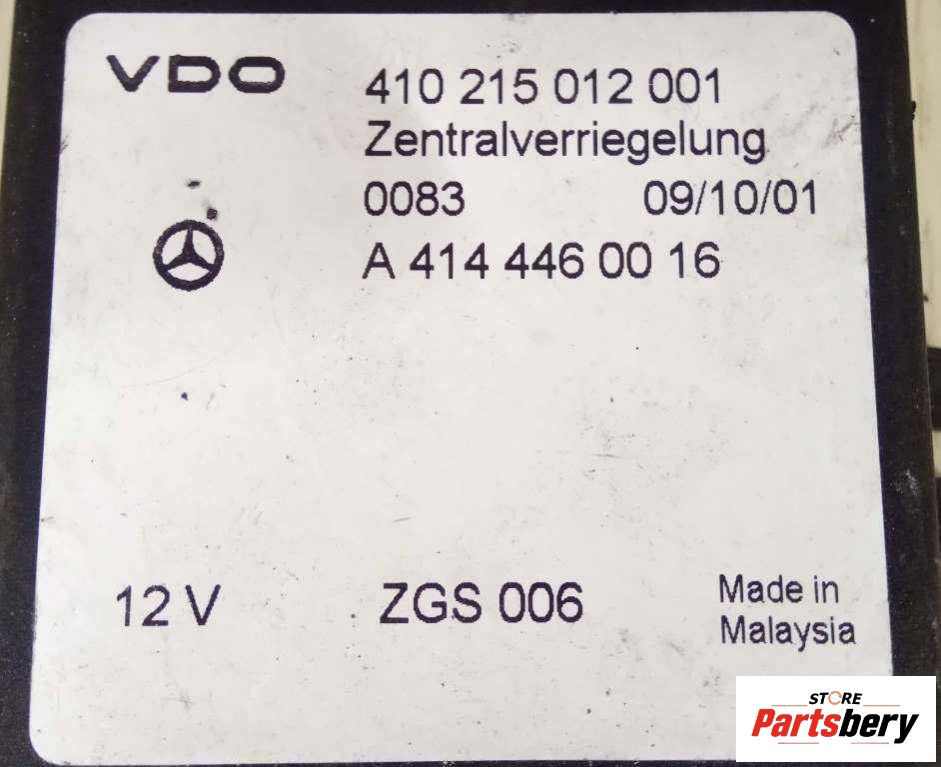 VDO 410 215 012 001
Zentralverriegelung
0083 09/10/01
A 414 446 00 16
12 V ZGS 006 Made in
Malaysia
STORE
Partsbery